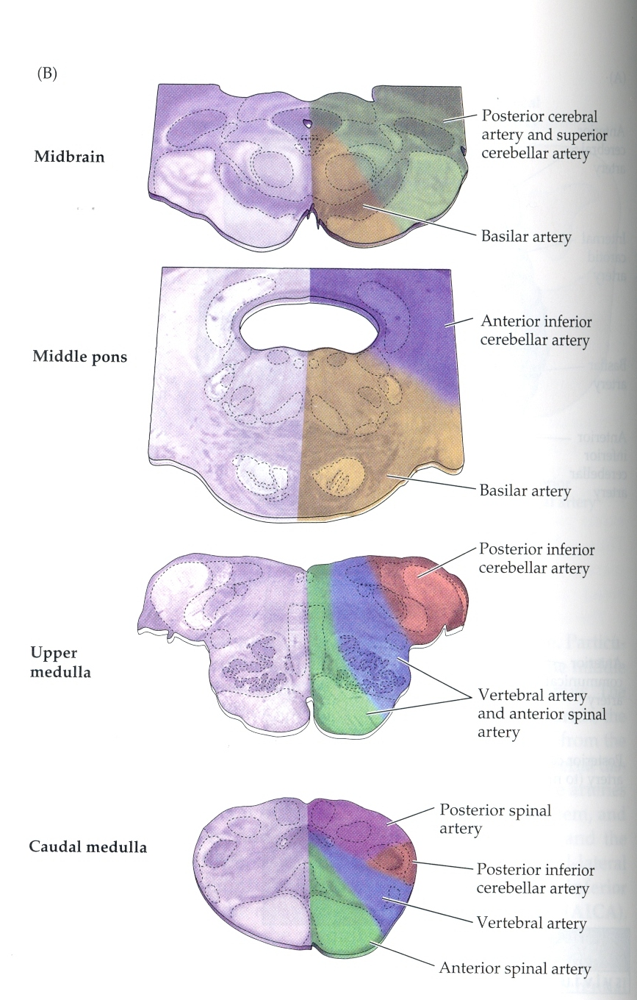 (B)
Midbrain
Posterior cerebral
artery and superior
cerebellar artery
Basilar artery
Middle pons
Anterior inferior
cerebellar artery
Basilar artery
Upper
medulla
Posterior inferior
cerebellar artery
Vertebral artery
and anterior spinal
artery
Caudal medulla
Posterior spinal
artery
Posterior inferior
cerebellar artery
Vertebral artery
Anterior spinal artery